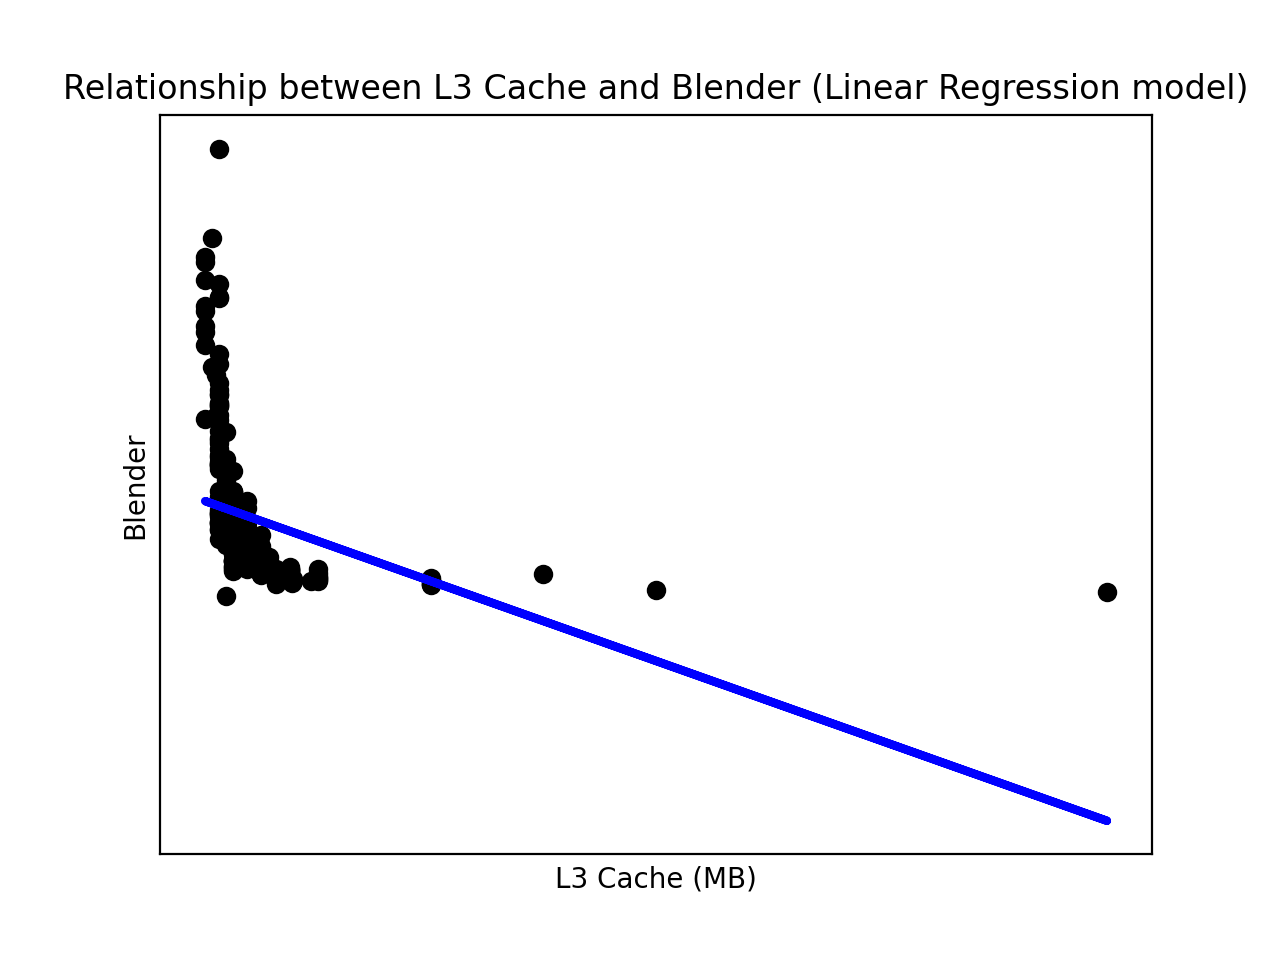 Relationship between L3 Cache and Blender (Linear Regression model)
Blender
L3 Cache (MB)